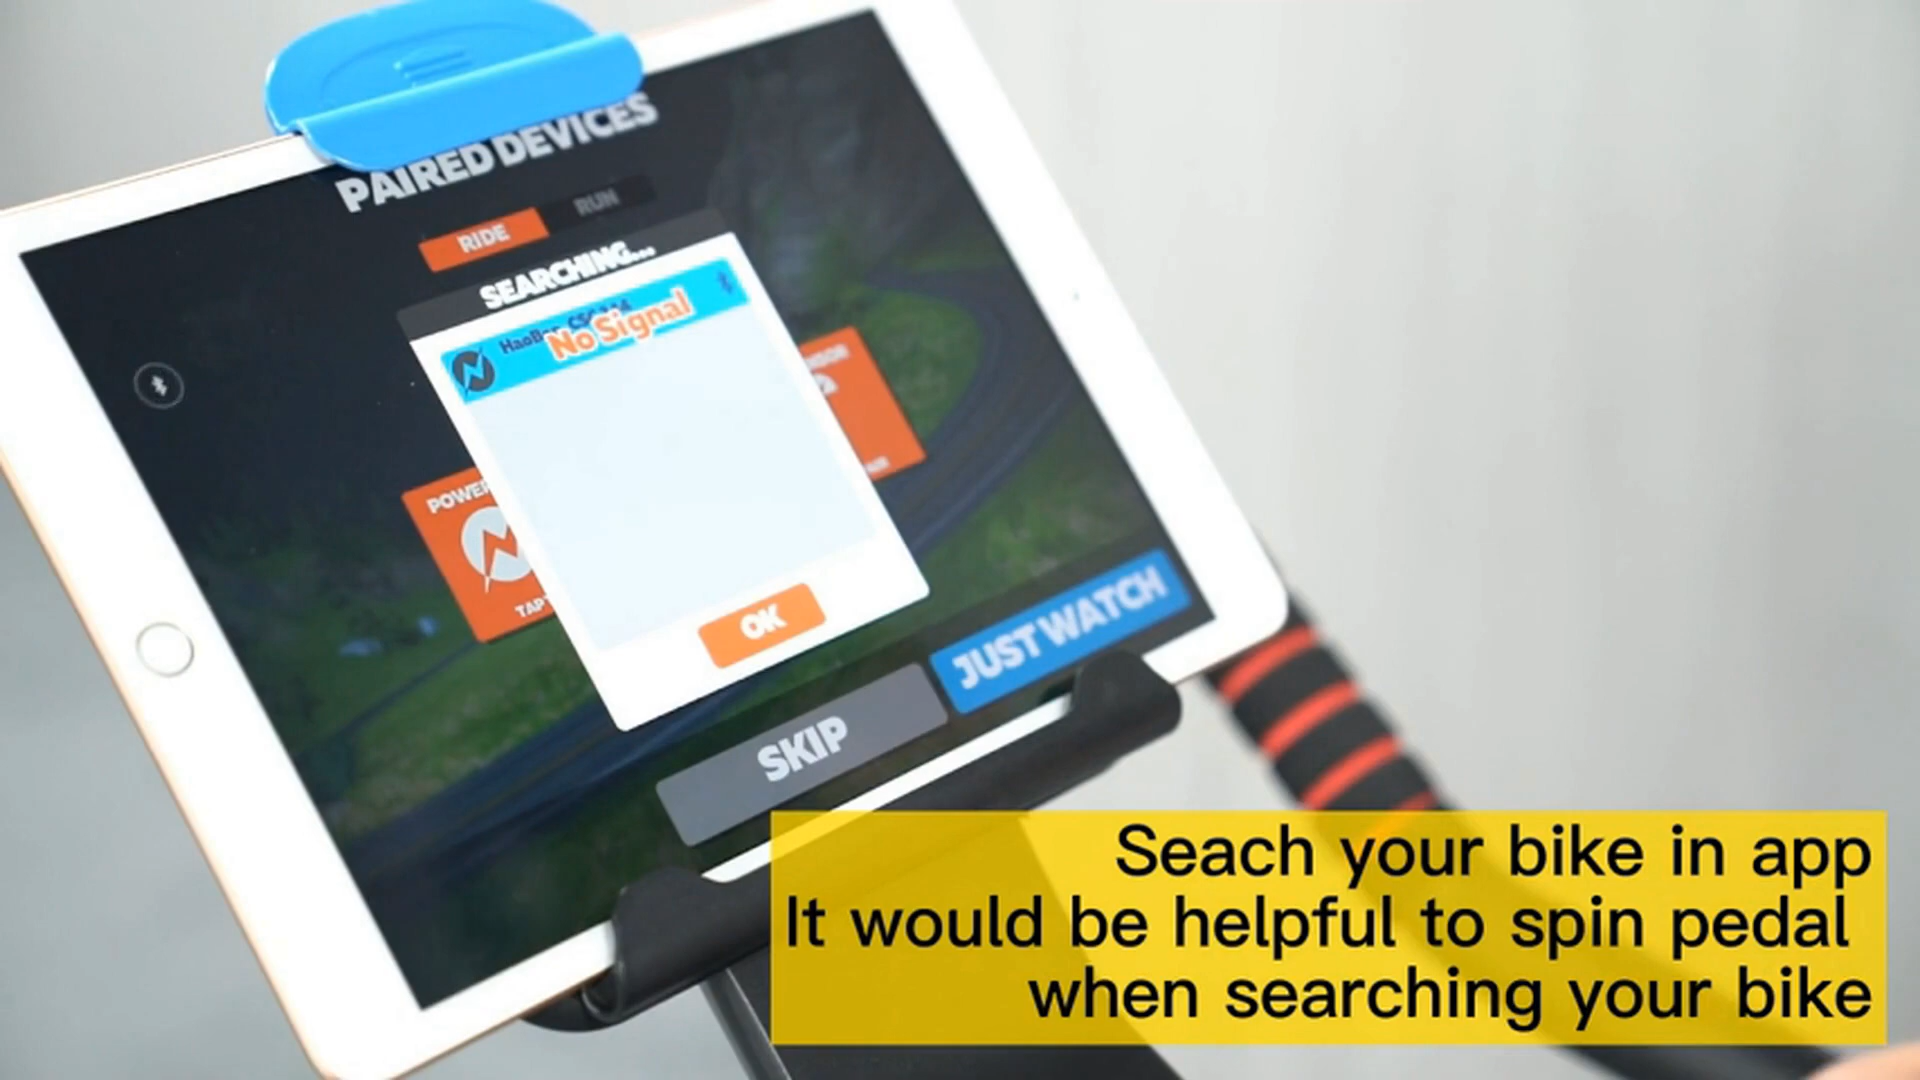 PAIRED DEVICES
RIDE
RUN
SEARCHING...
No Signal
POWER
TAP
OK
SKIP
JUST WATCH
Seach your bike in app
It would be helpful to spin pedal
when searching your bike